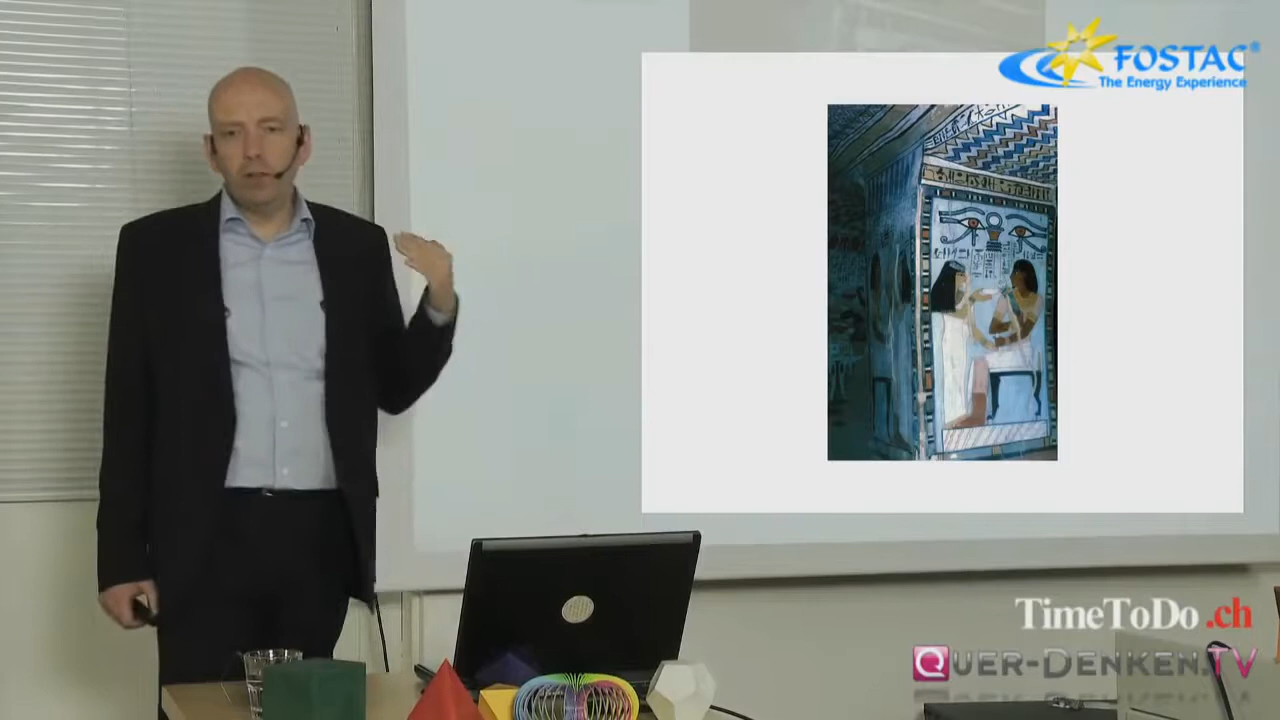 FOSTAC®
The Energy Experience
TimeToDo.ch
QUER-DENKEN.TV